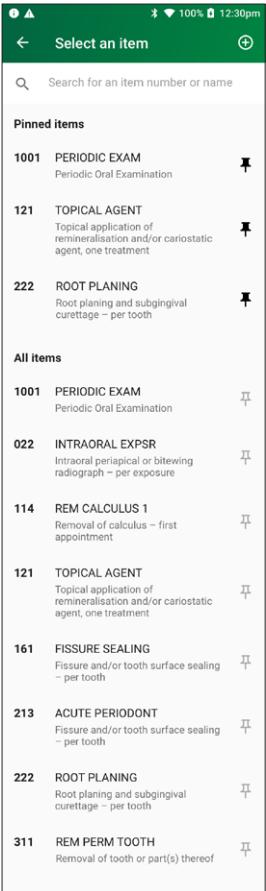 100% 12:30pm
Select an item
Search for an item number or name
Pinned items
1001 PERIODIC EXAM
Periodic Oral Examination
121 TOPICAL AGENT
Topical application of
remineralisation and/or cariostatic
agent, one treatment
222 ROOT PLANING
Root planing and subgingival
curettage – per tooth
All items
1001 PERIODIC EXAM
Periodic Oral Examination
022 INTRAORAL EXPSR
Intraoral periapical or bitewing
radiograph – per exposure
114 REM CALCULUS 1
Removal of calculus – first
appointment
121 TOPICAL AGENT
Topical application of
remineralisation and/or cariostatic
agent, one treatment
161 FISSURE SEALING
Fissure and/or tooth surface sealing
– per tooth
213 ACUTE PERIODONT
Fissure and/or tooth surface sealing
– per tooth
222 ROOT PLANING
Root planing and subgingival
curettage – per tooth
311 REM PERM TOOTH
Removal of tooth or part(s) thereof